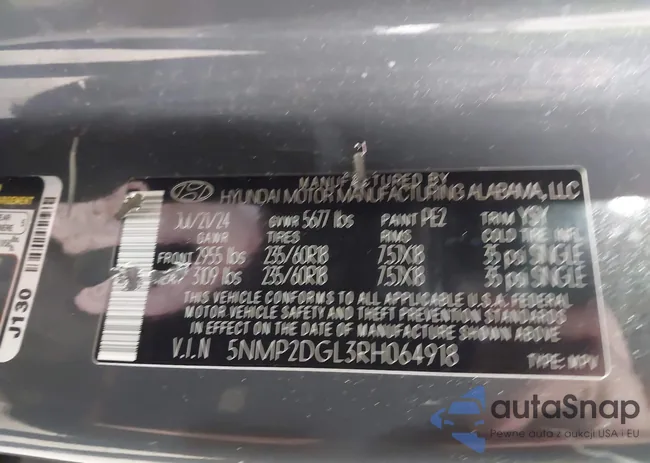 MANUFACTURED BY
HYUNDAI MOTOR MANUFACTURING ALABAMA, LLC
JUL/20/24 GVWR 5677 lbs PAINT PE2 TRIM YSX
GAWR TIRES RIMS COLD TIRE INFL
FRONT 2955 lbs 235/60R18 7.5JX18 35 psi SINGLE
3109 lbs 235/60R18 7.5JX18 35 psi SINGLE
THIS VEHICLE CONFORMS TO ALL APPLICABLE U.S.A. FEDERAL
MOTOR VEHICLE SAFETY AND THEFT PREVENTION STANDARDS
IN EFFECT ON THE DATE OF MANUFACTURE SHOWN ABOVE.
V.I.N 5NMP2DGL3RH064918 TYPE: MPV
JT30
autaSnap
Pewne auta z aukcji USA i EU